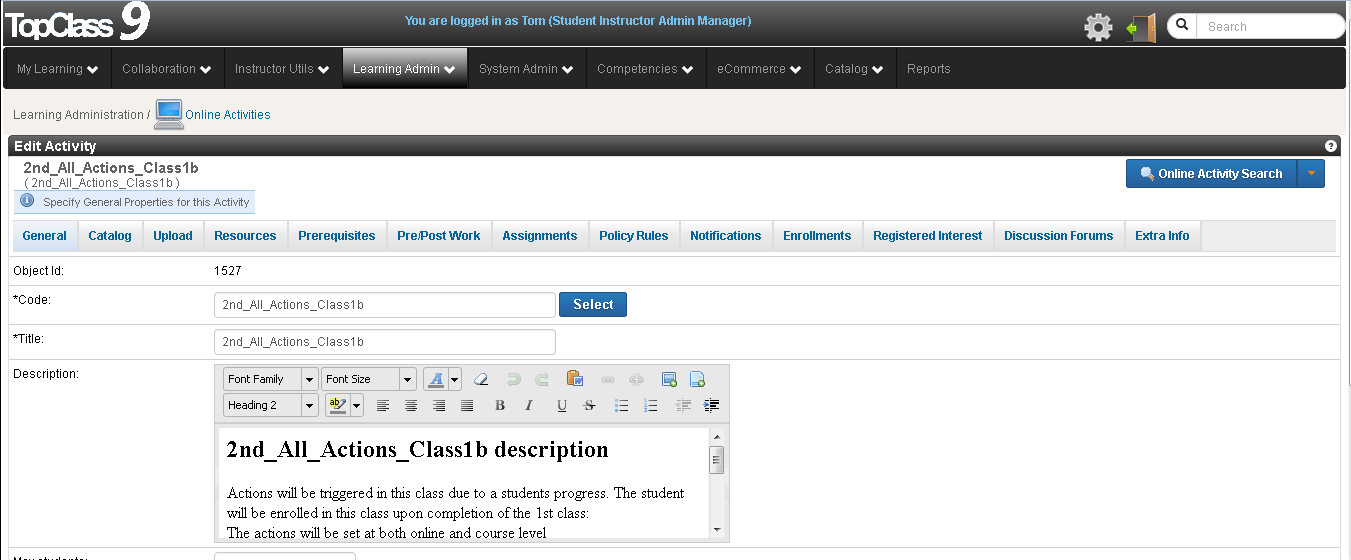 TopClass 9
You are logged in as Tom (Student Instructor Admin Manager)
Search
My Learning Collaboration Instructor Utils Learning Admin System Admin Competencies eCommerce Catalog Reports
Learning Administration / Online Activities
Edit Activity ?
2nd_All_Actions_Class1b
( 2nd_All_Actions_Class1b )
Online Activity Search
Specify General Properties for this Activity
General Catalog Upload Resources Prerequisites Pre/Post Work Assignments Policy Rules Notifications Enrollments Registered Interest Discussion Forums Extra Info
Object Id: 1527
*Code: 2nd_All_Actions_Class1b Select
*Title: 2nd_All_Actions_Class1b
Description:
Font Family Font Size A
Heading 2 ab B I U S
2nd_All_Actions_Class1b description
Actions will be triggered in this class due to a students progress. The student
will be enrolled in this class upon completion of the 1st class:
The actions will be set at both online and course level